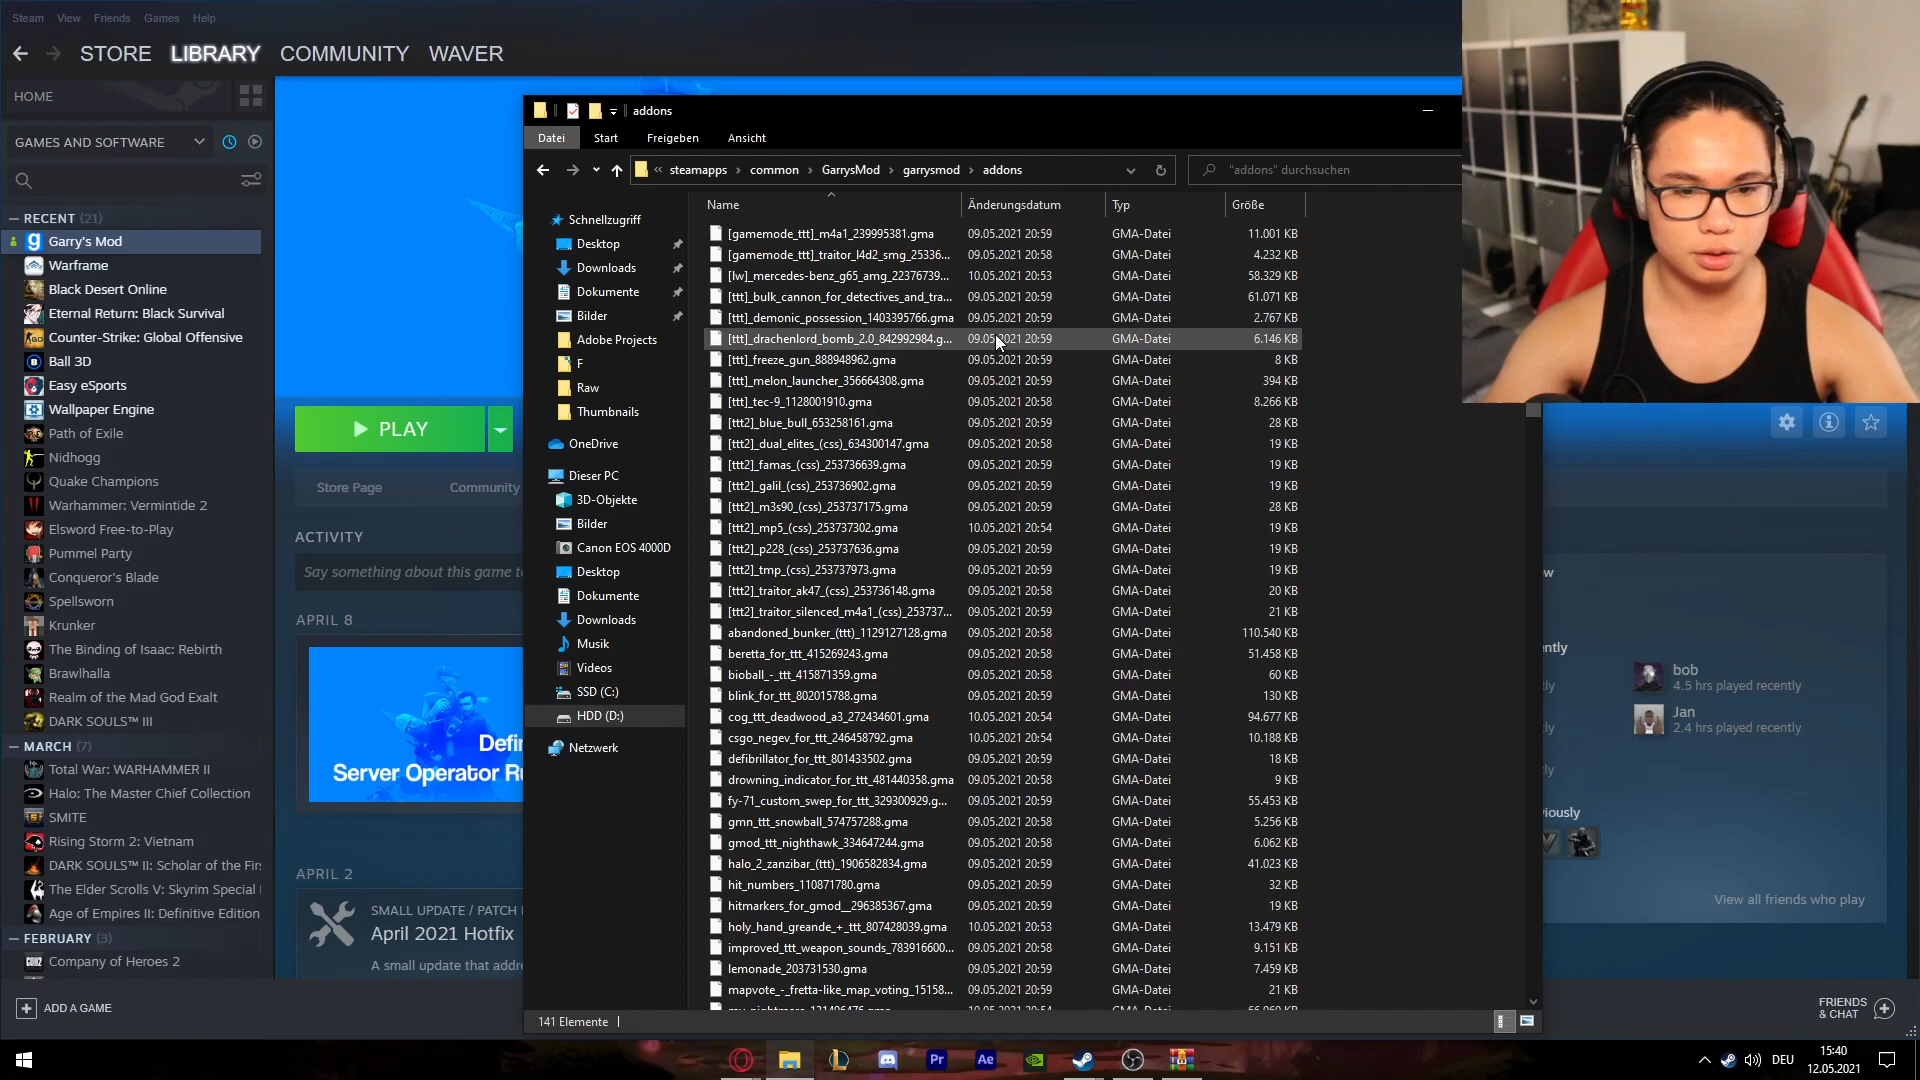 Steam View Friends Games Help
STORE LIBRARY COMMUNITY WAVER
HOME
GAMES AND SOFTWARE
RECENT (21)
Garry's Mod
Warframe
Black Desert Online
Eternal Return: Black Survival
Counter-Strike: Global Offensive
Ball 3D
Easy eSports
Wallpaper Engine
Path of Exile
Nidhogg
Quake Champions
Warhammer: Vermintide 2
Elsword Free-to-Play
Pummel Party
Conqueror's Blade
Spellsworn
Krunker
The Binding of Isaac: Rebirth
Brawlhalla
Realm of the Mad God Exalt
DARK SOULS™ III
MARCH (7)
Total War: WARHAMMER II
Halo: The Master Chief Collection
SMITE
Rising Storm 2: Vietnam
DARK SOULS™ II: Scholar of the Fir
The Elder Scrolls V: Skyrim Special
Age of Empires II: Definitive Edition
FEBRUARY (3)
Company of Heroes 2
ADD A GAME
PLAY
Store Page Community
ACTIVITY
Say something about this game to
APRIL 8
Defi
Server Operator Ru
APRIL 2
SMALL UPDATE / PATCH
April 2021 Hotfix
A small update that addre
addons
Datei Start Freigeben Ansicht
« steamapps › common › GarrysMod › garrysmod › addons
"addons" durchsuchen
Schnellzugriff
Desktop
Downloads
Dokumente
Bilder
Adobe Projects
F
Raw
Thumbnails
OneDrive
Dieser PC
3D-Objekte
Bilder
Canon EOS 4000D
Desktop
Dokumente
Downloads
Musik
Videos
SSD (C:)
HDD (D:)
Netzwerk
Name Änderungsdatum Typ Größe
[gamemode_ttt]_m4a1_239995381.gma 09.05.2021 20:59 GMA-Datei 11.001 KB
[gamemode_ttt]_traitor_l4d2_smg_25336... 09.05.2021 20:58 GMA-Datei 4.232 KB
[lw]_mercedes-benz_g65_amg_22376739... 10.05.2021 20:53 GMA-Datei 58.329 KB
[ttt]_bulk_cannon_for_detectives_and_tra... 09.05.2021 20:59 GMA-Datei 61.071 KB
[ttt]_demonic_possession_1403395766.gma 09.05.2021 20:59 GMA-Datei 2.767 KB
[ttt]_drachenlord_bomb_2.0_842992984.g... 09.05.2021 20:59 GMA-Datei 6.146 KB
[ttt]_freeze_gun_888948962.gma 09.05.2021 20:59 GMA-Datei 8 KB
[ttt]_melon_launcher_356664308.gma 09.05.2021 20:59 GMA-Datei 394 KB
[ttt]_tec-9_1128001910.gma 09.05.2021 20:58 GMA-Datei 8.266 KB
[ttt2]_blue_bull_653258161.gma 09.05.2021 20:59 GMA-Datei 28 KB
[ttt2]_dual_elites_(css)_634300147.gma 09.05.2021 20:58 GMA-Datei 19 KB
[ttt2]_famas_(css)_253736639.gma 09.05.2021 20:59 GMA-Datei 19 KB
[ttt2]_galil_(css)_253736902.gma 09.05.2021 20:59 GMA-Datei 19 KB
[ttt2]_m3s90_(css)_253737175.gma 09.05.2021 20:59 GMA-Datei 28 KB
[ttt2]_mp5_(css)_253737302.gma 10.05.2021 20:54 GMA-Datei 19 KB
[ttt2]_p228_(css)_253737636.gma 09.05.2021 20:59 GMA-Datei 19 KB
[ttt2]_tmp_(css)_253737973.gma 09.05.2021 20:59 GMA-Datei 19 KB
[ttt2]_traitor_ak47_(css)_253736148.gma 09.05.2021 20:58 GMA-Datei 20 KB
[ttt2]_traitor_silenced_m4a1_(css)_253737... 09.05.2021 20:59 GMA-Datei 21 KB
abandoned_bunker_(ttt)_1129127128.gma 09.05.2021 20:58 GMA-Datei 110.540 KB
beretta_for_ttt_415269243.gma 09.05.2021 20:58 GMA-Datei 51.458 KB
bioball_-_ttt_415871359.gma 09.05.2021 20:58 GMA-Datei 60 KB
blink_for_ttt_802015788.gma 09.05.2021 20:59 GMA-Datei 130 KB
cog_ttt_deadwood_a3_272434601.gma 10.05.2021 20:54 GMA-Datei 94.677 KB
csgo_negev_for_ttt_246458792.gma 10.05.2021 20:54 GMA-Datei 10.188 KB
defibrillator_for_ttt_801433502.gma 09.05.2021 20:59 GMA-Datei 18 KB
drowning_indicator_for_ttt_481440358.gma 09.05.2021 20:58 GMA-Datei 9 KB
fy-71_custom_swep_for_ttt_329300929.g... 09.05.2021 20:59 GMA-Datei 55.453 KB
gmn_ttt_snowball_574757288.gma 09.05.2021 20:58 GMA-Datei 5.256 KB
gmod_ttt_nighthawk_334647244.gma 09.05.2021 20:58 GMA-Datei 6.062 KB
halo_2_zanzibar_(ttt)_1906582834.gma 09.05.2021 20:59 GMA-Datei 41.023 KB
hit_numbers_110871780.gma 09.05.2021 20:59 GMA-Datei 32 KB
hitmarkers_for_gmod__296385367.gma 09.05.2021 20:59 GMA-Datei 19 KB
holy_hand_greande_+_ttt_807428039.gma 10.05.2021 20:53 GMA-Datei 13.479 KB
improved_ttt_weapon_sounds_783916600... 09.05.2021 20:58 GMA-Datei 9.151 KB
lemonade_203731530.gma 09.05.2021 20:59 GMA-Datei 7.459 KB
mapvote_-_fretta-like_map_voting_15158... 09.05.2021 20:59 GMA-Datei 21 KB
141 Elemente
w
ently
tly
bob
4.5 hrs played recently
tly
Jan
2.4 hrs played recently
tly
iously
View all friends who play
FRIENDS
& CHAT
Pr Ae
DEU
15:40
12.05.2021